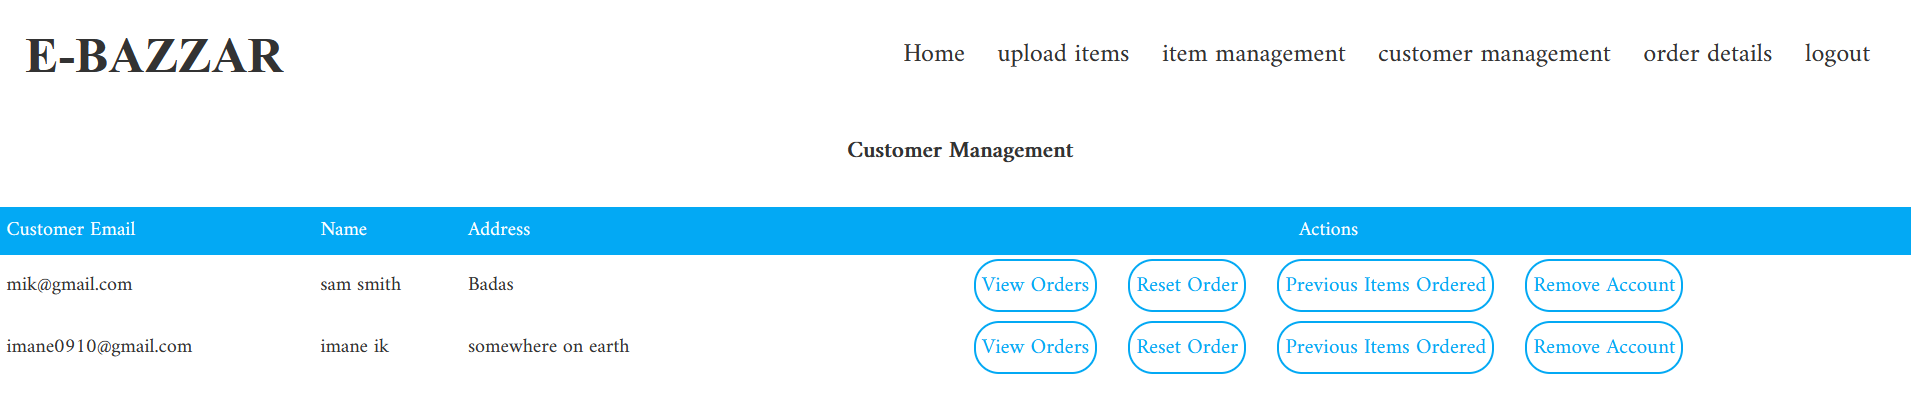 E-BAZZAR Home upload items item management customer management order details logout
Customer Management
Customer Email Name Address Actions
mik@gmail.com sam smith Badas View Orders Reset Order Previous Items Ordered Remove Account
imane0910@gmail.com imane ik somewhere on earth View Orders Reset Order Previous Items Ordered Remove Account